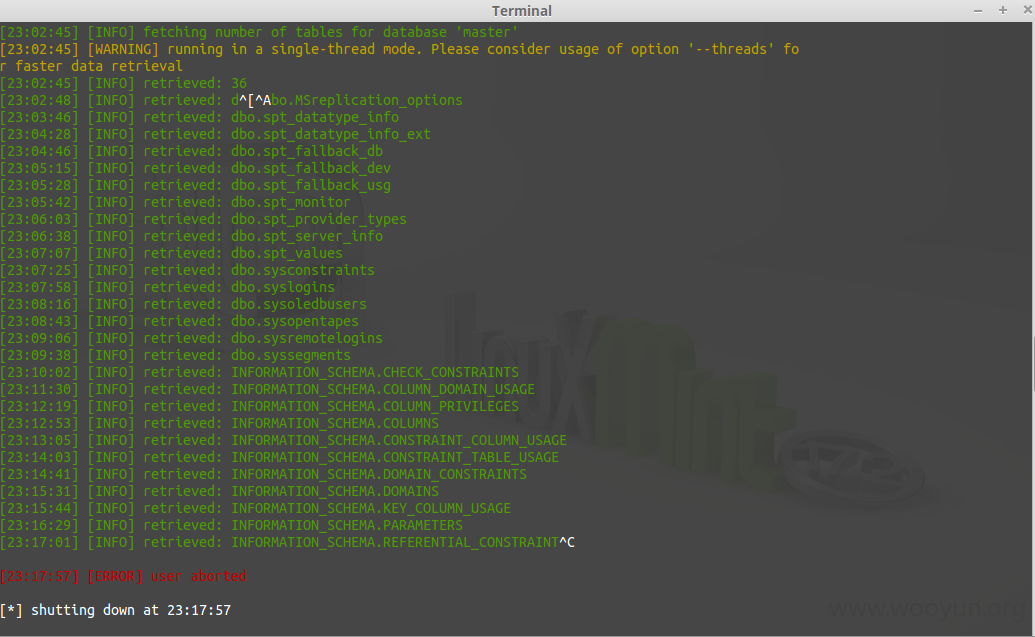 Terminal
[23:02:45] [INFO] fetching number of tables for database 'master'
[23:02:45] [WARNING] running in a single-thread mode. Please consider usage of option '--threads' fo
r faster data retrieval
[23:02:45] [INFO] retrieved: 36
[23:02:48] [INFO] retrieved: d^[^Abo.MSreplication_options
[23:03:46] [INFO] retrieved: dbo.spt_datatype_info
[23:04:28] [INFO] retrieved: dbo.spt_datatype_info_ext
[23:04:46] [INFO] retrieved: dbo.spt_fallback_db
[23:05:15] [INFO] retrieved: dbo.spt_fallback_dev
[23:05:28] [INFO] retrieved: dbo.spt_fallback_usg
[23:05:42] [INFO] retrieved: dbo.spt_monitor
[23:06:03] [INFO] retrieved: dbo.spt_provider_types
[23:06:38] [INFO] retrieved: dbo.spt_server_info
[23:07:07] [INFO] retrieved: dbo.spt_values
[23:07:25] [INFO] retrieved: dbo.sysconstraints
[23:07:58] [INFO] retrieved: dbo.syslogins
[23:08:16] [INFO] retrieved: dbo.sysoledbusers
[23:08:43] [INFO] retrieved: dbo.sysopentapes
[23:09:06] [INFO] retrieved: dbo.sysremotelogins
[23:09:38] [INFO] retrieved: dbo.syssegments
[23:10:02] [INFO] retrieved: INFORMATION_SCHEMA.CHECK_CONSTRAINTS
[23:11:30] [INFO] retrieved: INFORMATION_SCHEMA.COLUMN_DOMAIN_USAGE
[23:12:19] [INFO] retrieved: INFORMATION_SCHEMA.COLUMN_PRIVILEGES
[23:12:53] [INFO] retrieved: INFORMATION_SCHEMA.COLUMNS
[23:13:05] [INFO] retrieved: INFORMATION_SCHEMA.CONSTRAINT_COLUMN_USAGE
[23:14:03] [INFO] retrieved: INFORMATION_SCHEMA.CONSTRAINT_TABLE_USAGE
[23:14:41] [INFO] retrieved: INFORMATION_SCHEMA.DOMAIN_CONSTRAINTS
[23:15:31] [INFO] retrieved: INFORMATION_SCHEMA.DOMAINS
[23:15:44] [INFO] retrieved: INFORMATION_SCHEMA.KEY_COLUMN_USAGE
[23:16:29] [INFO] retrieved: INFORMATION_SCHEMA.PARAMETERS
[23:17:01] [INFO] retrieved: INFORMATION_SCHEMA.REFERENTIAL_CONSTRAINT^C
[23:17:57] [ERROR] user aborted
[*] shutting down at 23:17:57
www.wooyun.org
Linux Mint